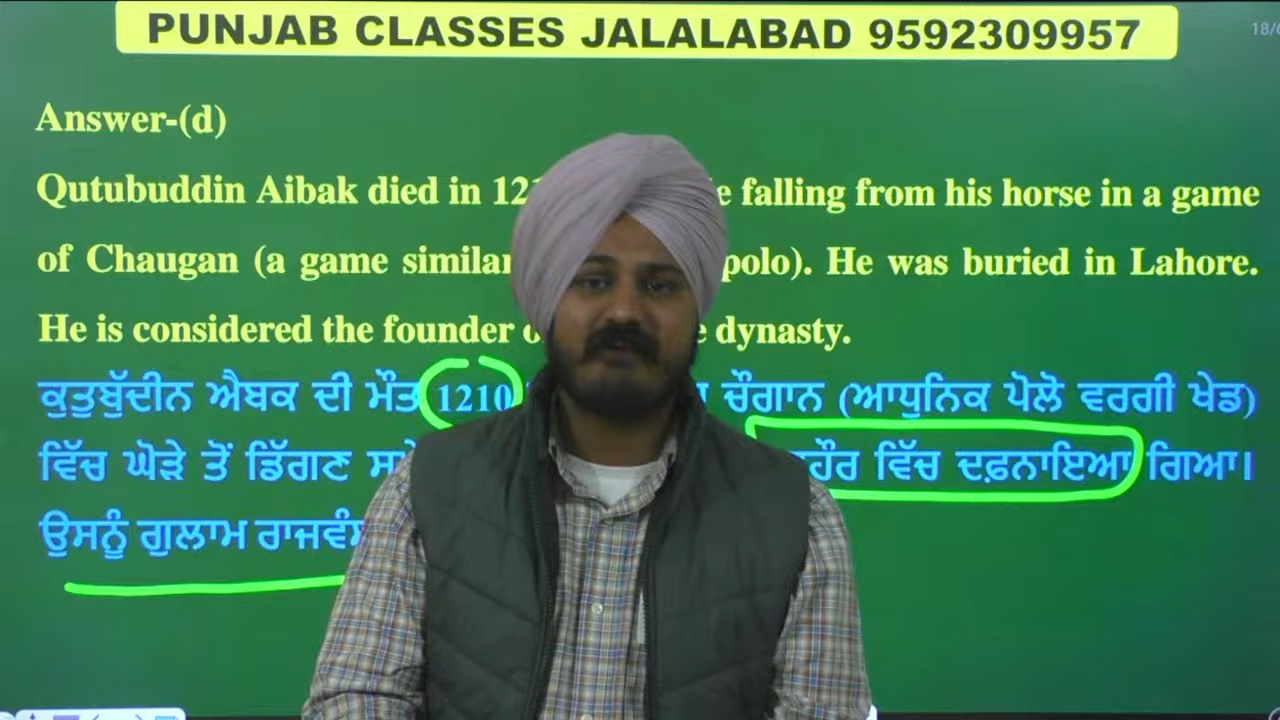 PUNJAB CLASSES JALALABAD 9592309957
Answer-(d)
Qutubuddin Aibak died in falling from his horse in a game
of Chaugan (a game similar polo). He was buried in Lahore.
He is considered the founder dynasty.
ਕੁਤੁਬੁੱਦੀਨ ਐਬਕ ਦੀ ਮੌਤ 1210 ਚੌਗਾਨ (ਆਧੁਨਿਕ ਪੋਲੋ ਵਰਗੀ ਖੇਡ)
ਵਿੱਚ ਘੋੜੇ ਤੋਂ ਡਿੱਗਣ ਵਿੱਚ ਦਫ਼ਨਾਇਆ ਗਿਆ।
ਉਸਨੂੰ ਗੁਲਾਮ